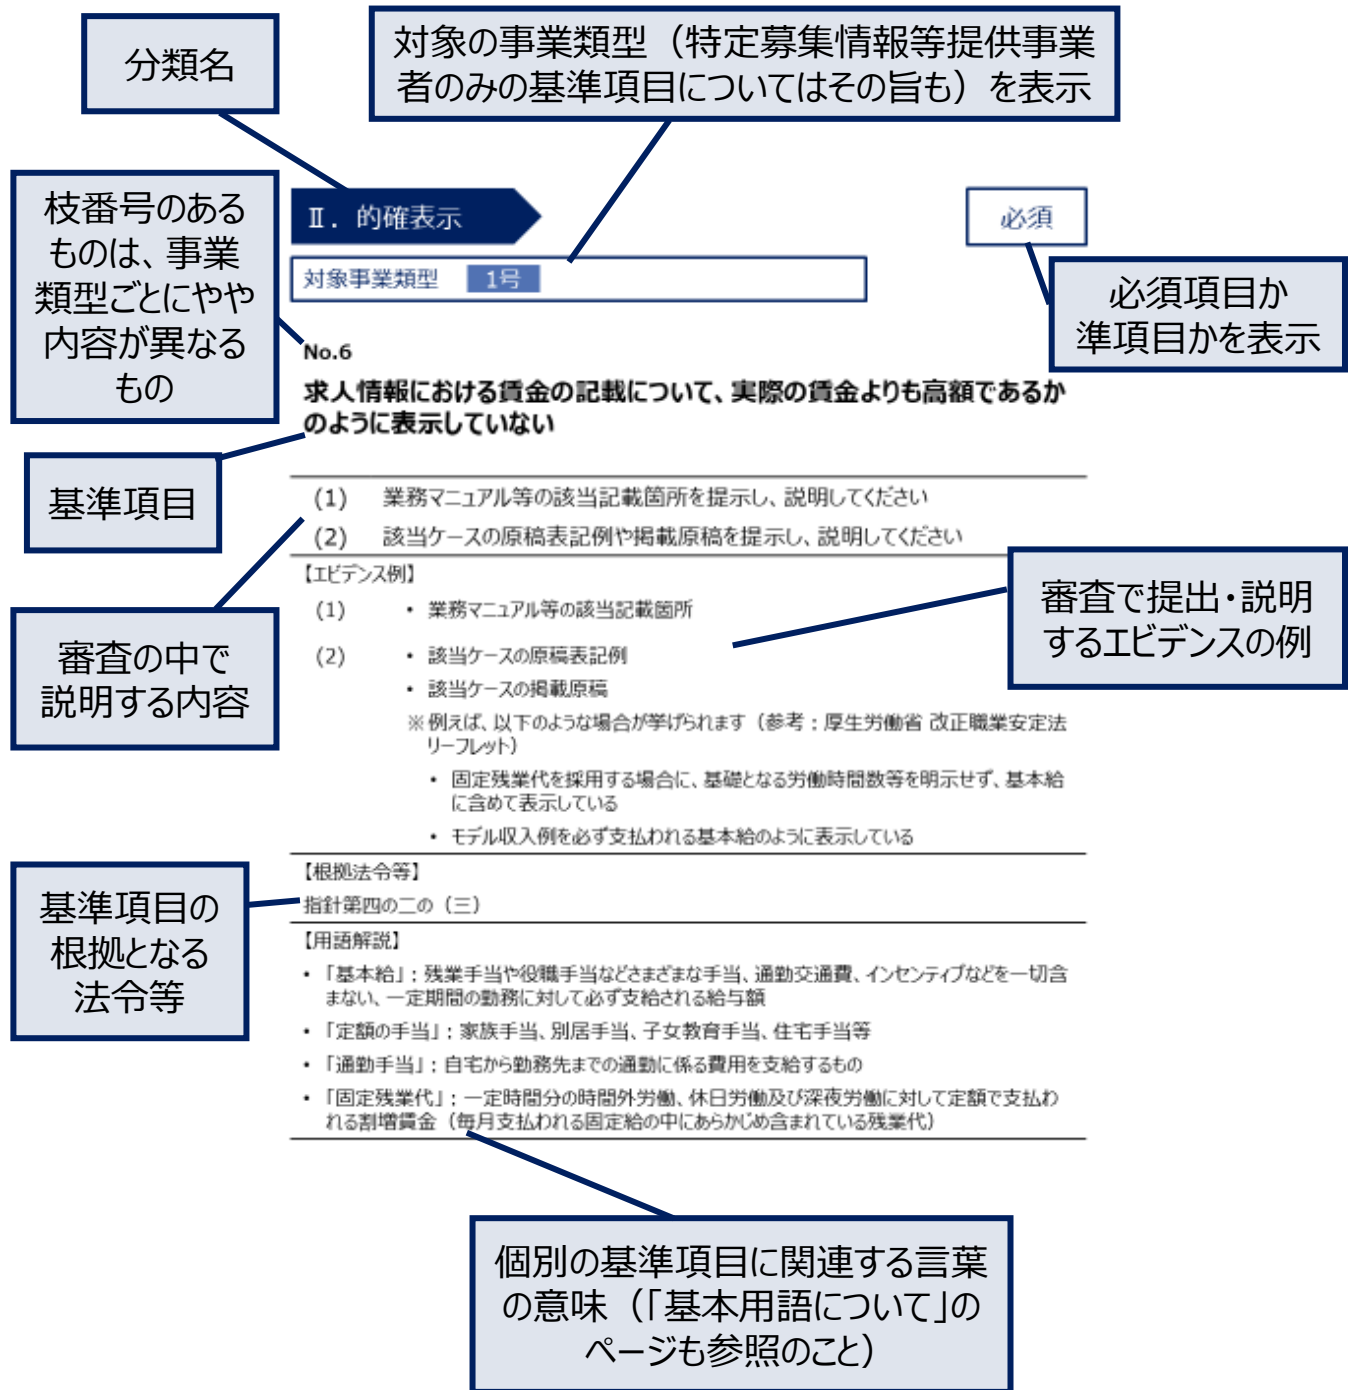 分類名
対象の事業類型（特定募集情報等提供事業
者のみの基準項目についてはその旨も）を表示
枝番号のある
ものは、事業
類型ごとにやや
内容が異なる
もの
Ⅱ．的確表示
必須
対象事業類型　1号
必須項目か
準項目かを表示
No.6
求人情報における賃金の記載について、実際の賃金よりも高額であるか
のように表示していない
基準項目
(1)　業務マニュアル等の該当記載箇所を提示し、説明してください
(2)　該当ケースの原稿表記例や掲載原稿を提示し、説明してください
【エビデンス例】
(1)　• 業務マニュアル等の該当記載箇所
(2)　• 該当ケースの原稿表記例
• 該当ケースの掲載原稿
※例えば、以下のような場合が挙げられます（参考：厚生労働省 改正職業安定法
リーフレット）
• 固定残業代を採用する場合に、基礎となる労働時間数等を明示せず、基本給
に含めて表示している
• モデル収入例を必ず支払われる基本給のように表示している
審査で提出・説明
するエビデンスの例
審査の中で
説明する内容
【根拠法令等】
指針第四の二の（三）
基準項目の
根拠となる
法令等
【用語解説】
• 「基本給」：残業手当や役職手当などさまざまな手当、通勤交通費、インセンティブなどを一切含
まない、一定期間の勤務に対して必ず支給される給与額
• 「定額の手当」：家族手当、別居手当、子女教育手当、住宅手当等
• 「通勤手当」：自宅から勤務先までの通勤に係る費用を支給するもの
• 「固定残業代」：一定時間分の時間外労働、休日労働及び深夜労働に対して定額で支払わ
れる割増賃金（毎月支払われる固定給の中にあらかじめ含まれている残業代）
個別の基準項目に関連する言葉
の意味（「基本用語について」の
ページも参照のこと）